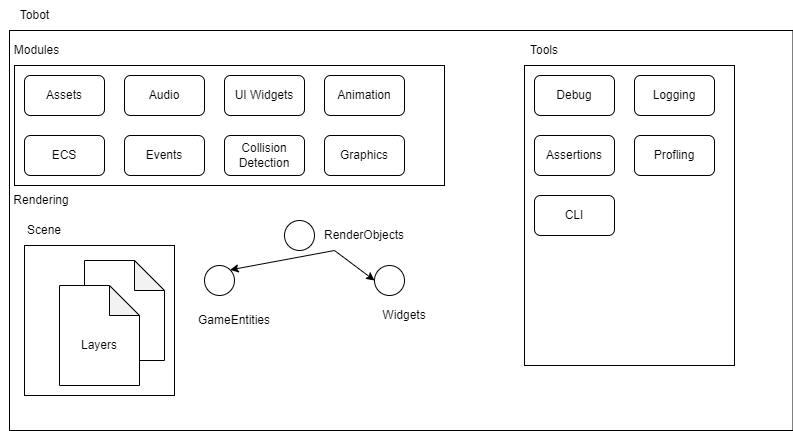 Tobot
Modules
Assets
Audio
UI Widgets
Animation
ECS
Events
Collision
Detection
Graphics
Tools
Debug
Logging
Assertions
Profling
CLI
Rendering
Scene
Layers
RenderObjects
GameEntities
Widgets